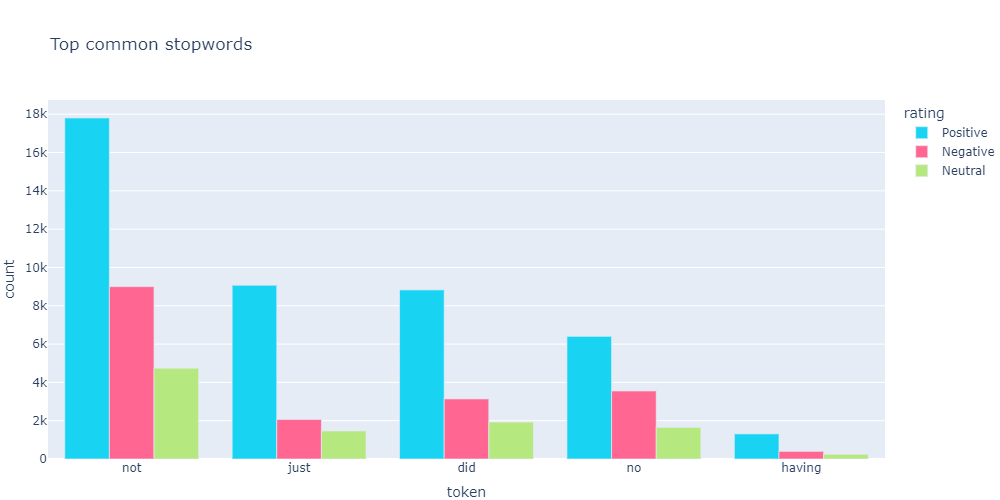 Top common stopwords
rating
Positive
Negative
Neutral
18k
16k
14k
12k
10k
8k
6k
4k
2k
0
count
not just did no having
token